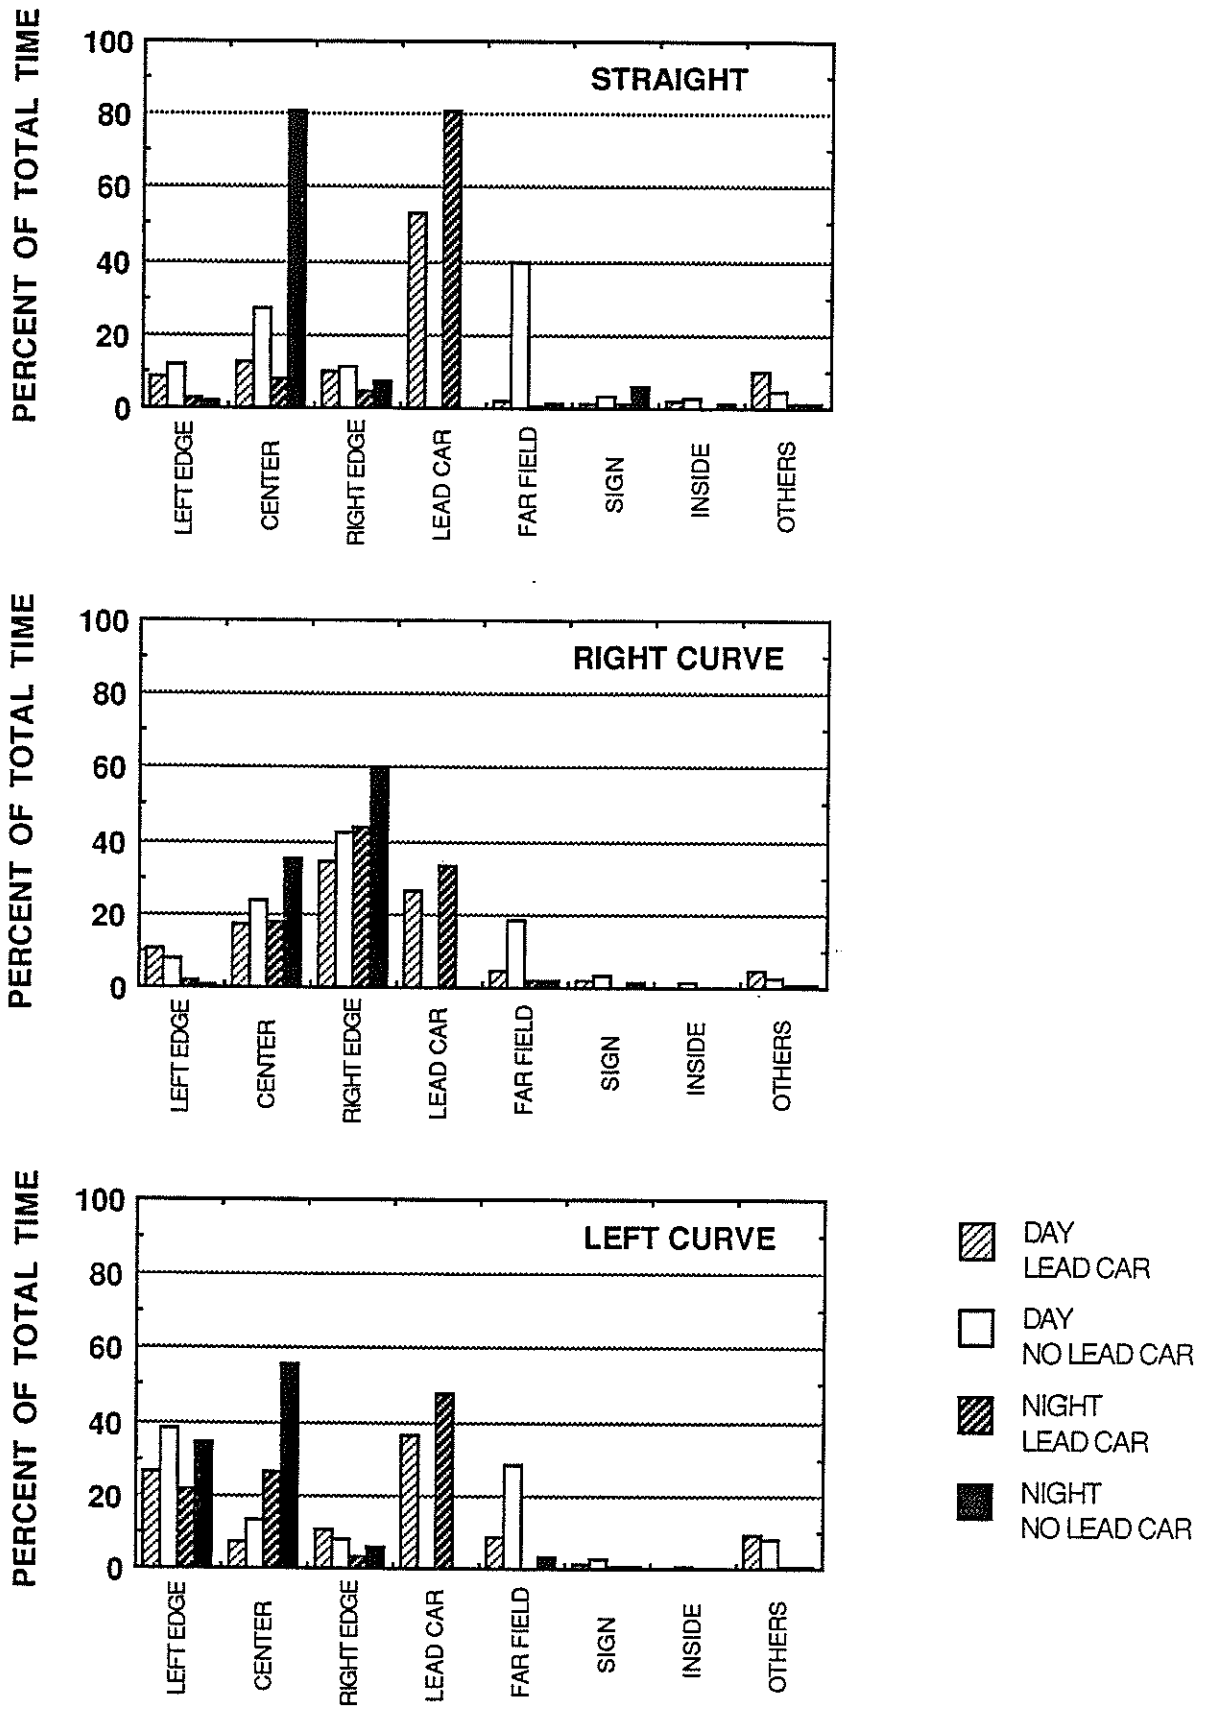 PERCENT OF TOTAL TIME
100
80
60
40
20
0
STRAIGHT
LEFT EDGE
CENTER
RIGHT EDGE
LEAD CAR
FAR FIELD
SIGN
INSIDE
OTHERS
PERCENT OF TOTAL TIME
100
80
60
40
20
0
RIGHT CURVE
LEFT EDGE
CENTER
RIGHT EDGE
LEAD CAR
FAR FIELD
SIGN
INSIDE
OTHERS
PERCENT OF TOTAL TIME
100
80
60
40
20
0
LEFT CURVE
LEFT EDGE
CENTER
RIGHT EDGE
LEAD CAR
FAR FIELD
SIGN
INSIDE
OTHERS
DAY
LEAD CAR
DAY
NO LEAD CAR
NIGHT
LEAD CAR
NIGHT
NO LEAD CAR